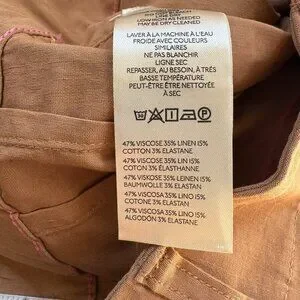 LOW IRON AS NEEDED
MAY BE DRY CLEANED
LAVER À LA MACHINE À L'EAU
FROIDE AVEC COULEURS
SIMILAIRES
NE PAS BLANCHIR
LIGNE SEC
REPASSER, AU BESOIN, À TRÈS
BASSE TEMPÉRATURE
PEUT-ÊTRE ÊTRE NETTOYÉE
À SEC
P
47% VISCOSE 35% LINEN 15%
COTTON 3% ELASTANE
47% VISCOSE 35% LIN 15%
COTON 3% ÉLASTHANNE
47% VISKOSE 35% LEINEN 15%
BAUMWOLLE 3% ELASTAN
47% VISCOSA 35% LINO 15%
COTONE 3% ELASTAN
47% VISCOSA 35% LINO 15%
ALGODÓN 3% ELASTANO